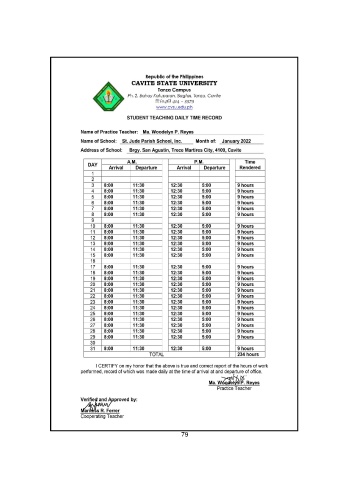 Republic of the Philippines
CAVITE STATE UNIVERSITY
Tanza Campus
www.cvsu.edu.ph
STUDENT TEACHING DAILY TIME RECORD
Name of Practice Teacher: Ms. Woodelyn P. Reyes
Name of School: St. Jude Parish School, Inc. Month of: January 2022
Address of School: Brgy. San Agustin, Trece Martires City, 4109, Cavite
DAY A.M. P.M. Time Rendered
Arrival Departure Arrival Departure
1
2
3 8:00 11:30 12:30 5:00 9 hours
4 8:00 11:30 12:30 5:00 9 hours
5 8:00 11:30 12:30 5:00 9 hours
6 8:00 11:30 12:30 5:00 9 hours
7 8:00 11:30 12:30 5:00 9 hours
8 8:00 11:30 12:30 5:00 9 hours
9
10 8:00 11:30 12:30 5:00 9 hours
11 8:00 11:30 12:30 5:00 9 hours
12 8:00 11:30 12:30 5:00 9 hours
13 8:00 11:30 12:30 5:00 9 hours
14 8:00 11:30 12:30 5:00 9 hours
15 8:00 11:30 12:30 5:00 9 hours
16
17 8:00 11:30 12:30 5:00 9 hours
18 8:00 11:30 12:30 5:00 9 hours
19 8:00 11:30 12:30 5:00 9 hours
20 8:00 11:30 12:30 5:00 9 hours
21 8:00 11:30 12:30 5:00 9 hours
22 8:00 11:30 12:30 5:00 9 hours
23 8:00 11:30 12:30 5:00 9 hours
24 8:00 11:30 12:30 5:00 9 hours
25 8:00 11:30 12:30 5:00 9 hours
26 8:00 11:30 12:30 5:00 9 hours
27 8:00 11:30 12:30 5:00 9 hours
28 8:00 11:30 12:30 5:00 9 hours
29 8:00 11:30 12:30 5:00 9 hours
30
31 8:00 11:30 12:30 5:00 9 hours
TOTAL 234 hours
I CERTIFY on my honor that the above is true and correct report of the hours of work
performed, record of which was made daily at the time of arrival at and departure of office.
Ms. Woodelyn P. Reyes
Practice Teacher
Verified and Approved by:
R. Ferrer
Cooperating Teacher
79